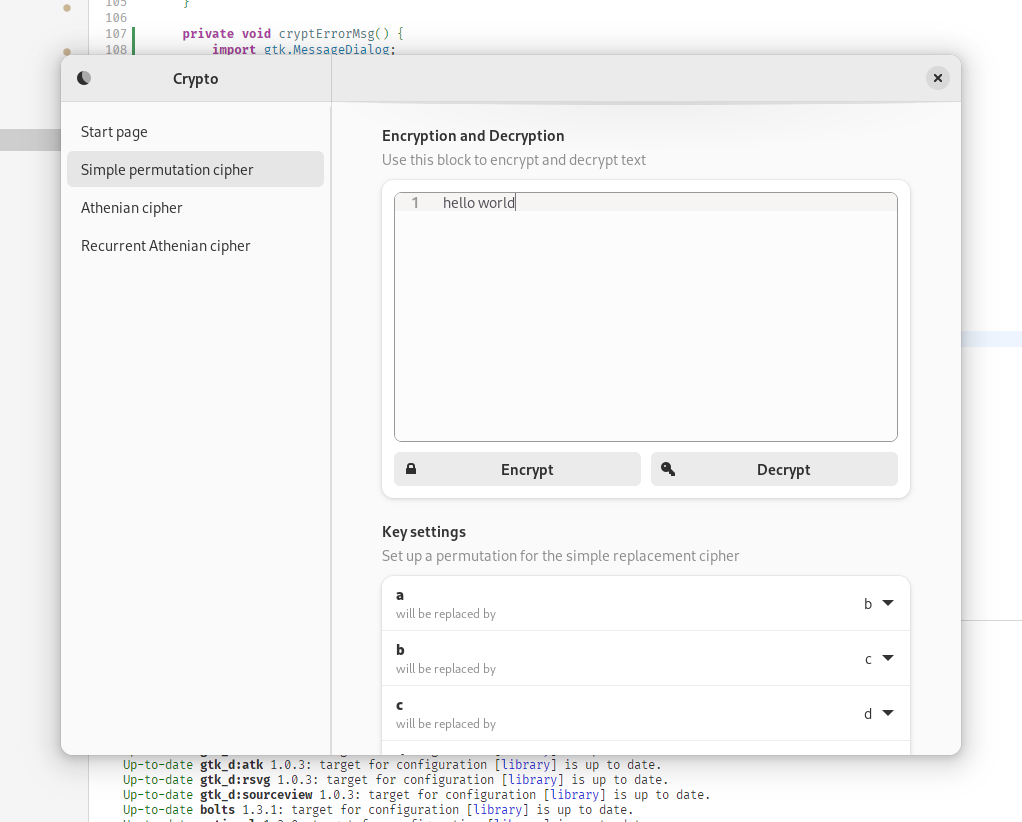 105 }
106
107 private void cryptErrorMsg() {
108 import gtk.MessageDialog;
Crypto
Start page
Simple permutation cipher
Athenian cipher
Recurrent Athenian cipher
Encryption and Decryption
Use this block to encrypt and decrypt text
1 hello world
Encrypt
Decrypt
Key settings
Set up a permutation for the simple replacement cipher
a
will be replaced by
b
b
will be replaced by
c
c
will be replaced by
d
Up-to-date gtk_d:atk 1.0.3: target for configuration [library] is up to date.
Up-to-date gtk_d:rsvg 1.0.3: target for configuration [library] is up to date.
Up-to-date gtk_d:sourceview 1.0.3: target for configuration [library] is up to date.
Up-to-date bolts 1.3.1: target for configuration [library] is up to date.